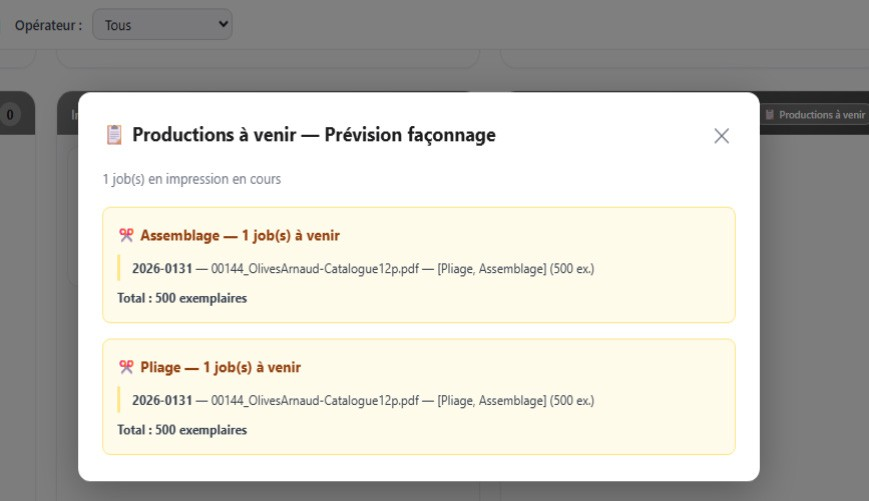 Opérateur : Tous
0
Productions à venir
Productions à venir — Prévision façonnage
1 job(s) en impression en cours
Assemblage — 1 job(s) à venir
2026-0131 — 00144_OlivesArnaud-Catalogue12p.pdf — [Pliage, Assemblage] (500 ex.)
Total : 500 exemplaires
Pliage — 1 job(s) à venir
2026-0131 — 00144_OlivesArnaud-Catalogue12p.pdf — [Pliage, Assemblage] (500 ex.)
Total : 500 exemplaires